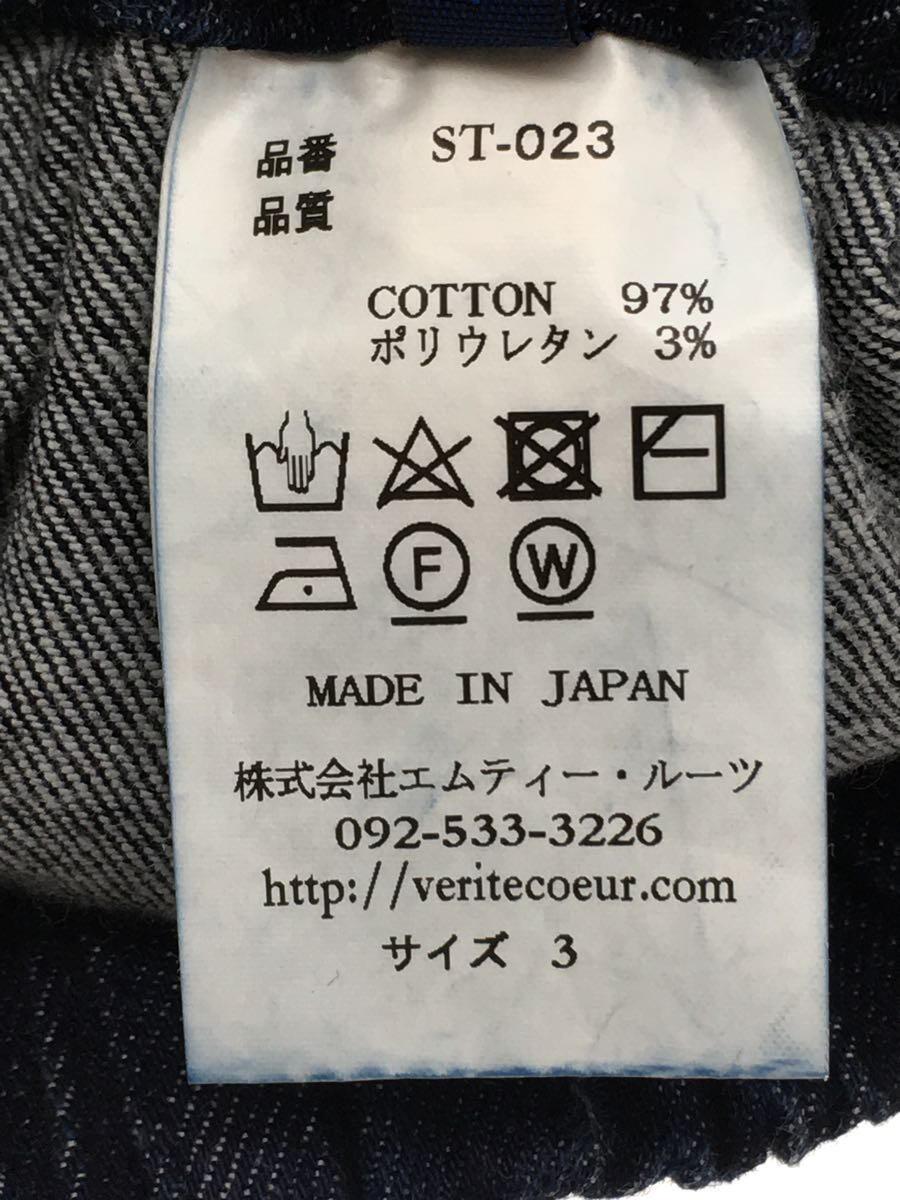 品番 ST-023
品質
COTTON 97%
ポリウレタン 3%
F W
MADE IN JAPAN
株式会社エムティー・ルーツ
092-533-3226
http://veritecoeur.com
サイズ 3